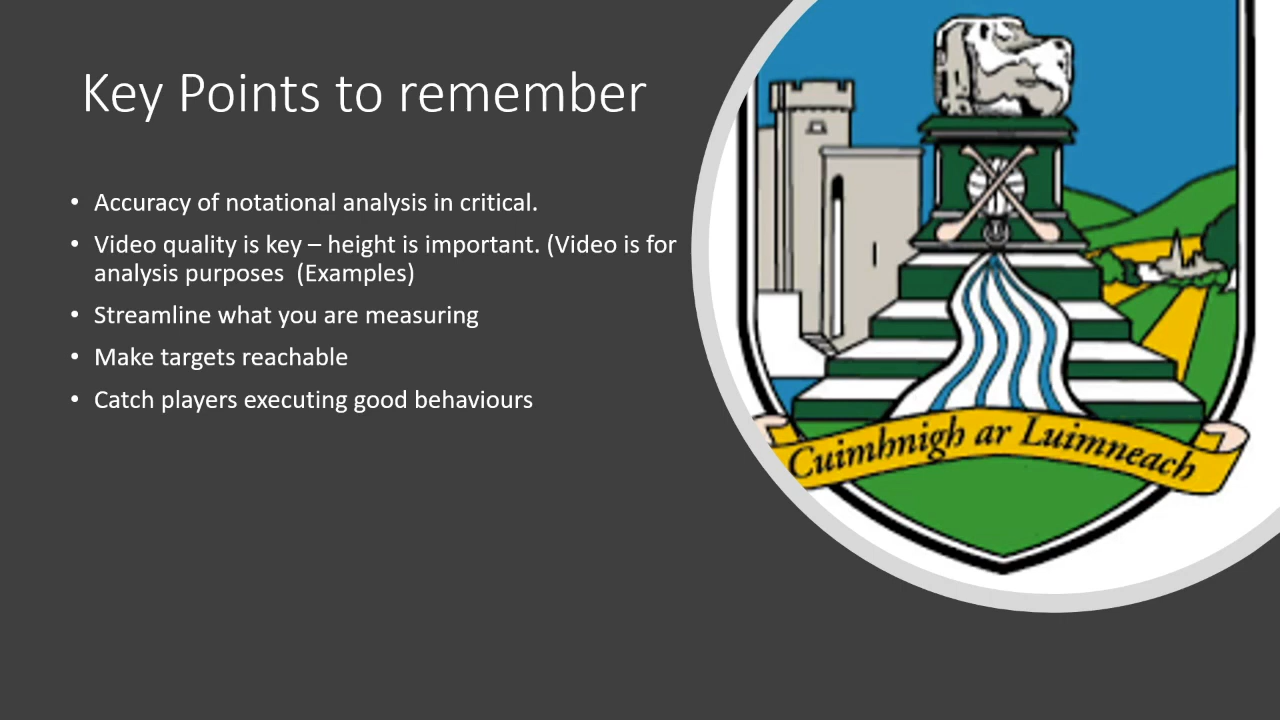 Key Points to remember
• Accuracy of notational analysis in critical.
• Video quality is key – height is important. (Video is for
analysis purposes  (Examples)
• Streamline what you are measuring
• Make targets reachable
• Catch players executing good behaviours
Cuimhnigh ar Luimneach